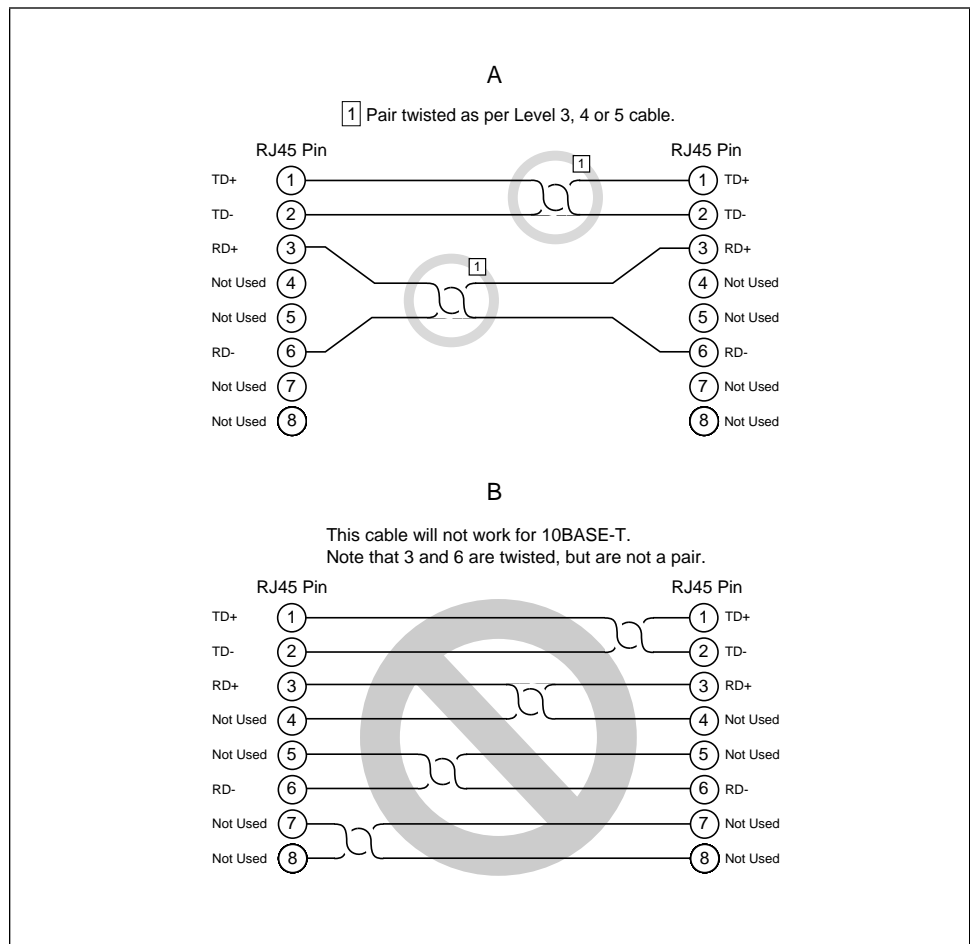 A
1 Pair twisted as per Level 3, 4 or 5 cable.
RJ45 Pin RJ45 Pin
1
TD+ 1 1 TD+
TD- 2 2 TD-
RD+ 3 3 RD+
1
Not Used 4 4 Not Used
Not Used 5 5 Not Used
RD- 6 6 RD-
Not Used 7 7 Not Used
Not Used 8 8 Not Used
B
This cable will not work for 10BASE-T.
Note that 3 and 6 are twisted, but are not a pair.
RJ45 Pin RJ45 Pin
TD+ 1 1 TD+
TD- 2 2 TD-
RD+ 3 3 RD+
Not Used 4 4 Not Used
Not Used 5 5 Not Used
RD- 6 6 RD-
Not Used 7 7 Not Used
Not Used 8 8 Not Used